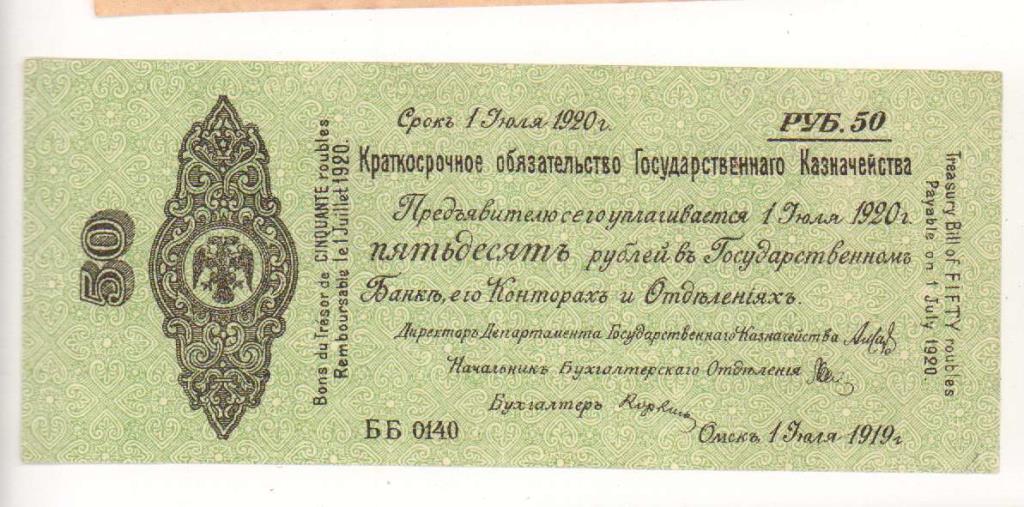 50
Bons du Trésor de CINQUANTE roubles
Remboursable le 1 Juillet 1920.
Срокъ 1 Іюля 1920 г.
РУБ. 50
Краткосрочное обязательство Государственнаго Казначейства
Предъявителю сего уплачивается 1 Іюля 1920 г.
пятьдесятъ рублей въ Государственномъ
Банкѣ, его Конторахъ и Отдѣленіяхъ.
Директоръ Департамента Государственнаго Казначейства
Начальникъ Бухгалтерскаго Отдѣленія
Бухгалтеръ
ББ 0140
Омскъ, 1 Іюля 1919 г.
Treasury Bill of FIFTY roubles
Payable on 1 July 1920.